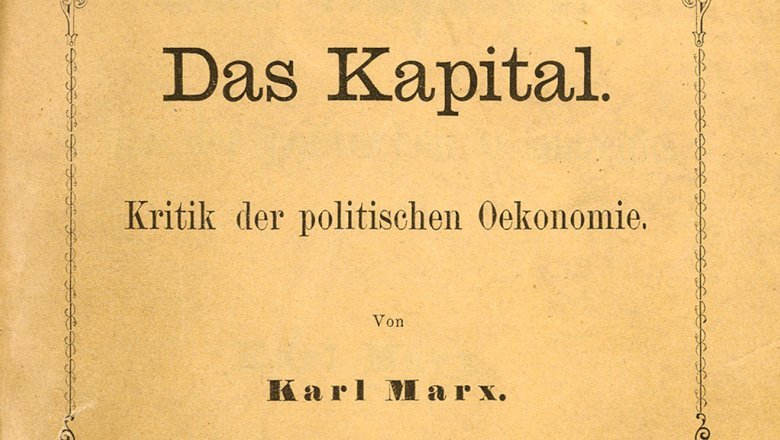 Das Kapital.
Kritik der politischen Oekonomie.
Von
Karl Marx.